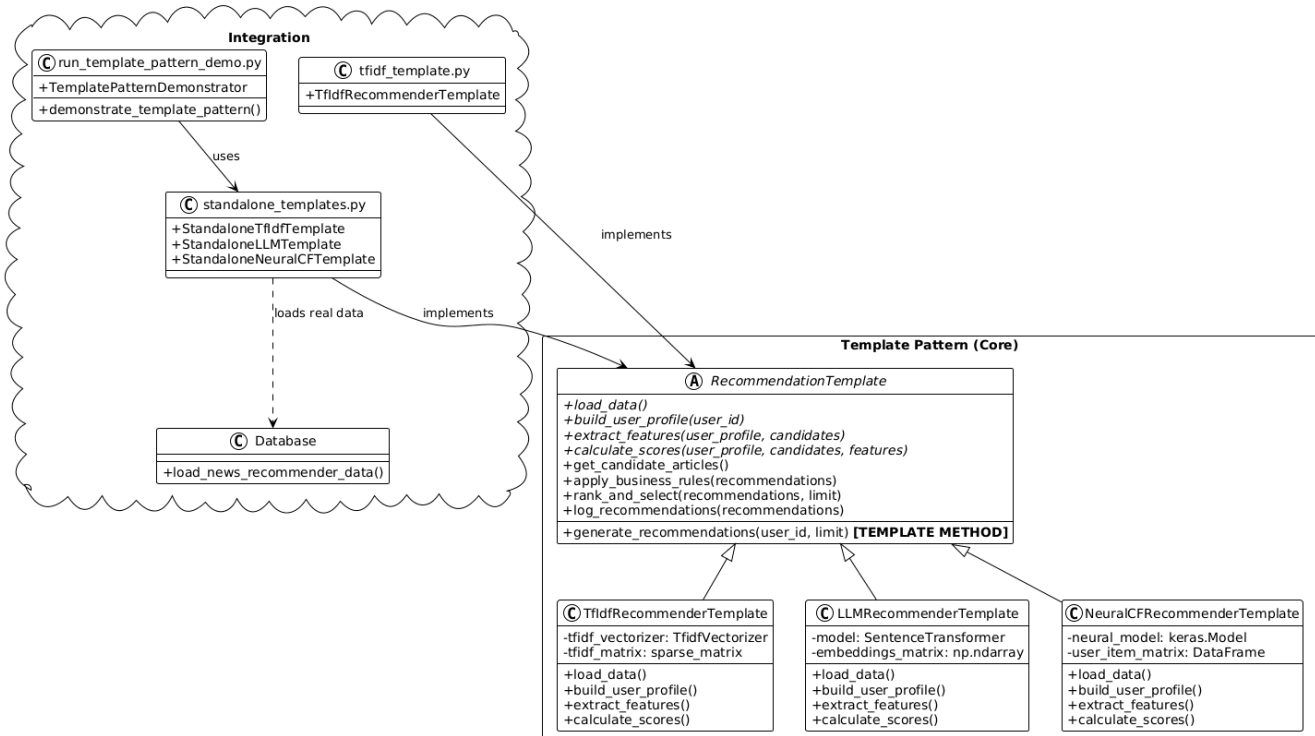 Integration
C run_template_pattern_demo.py
+TemplatePatternDemonstrator
+demonstrate_template_pattern()
C tfidf_template.py
+TfIdfRecommenderTemplate
uses
C standalone_templates.py
+StandaloneTfIdfTemplate
+StandaloneLLMTemplate
+StandaloneNeuralCFTemplate
implements
loads real data
implements
C Database
+load_news_recommender_data()
Template Pattern (Core)
A RecommendationTemplate
+load_data()
+build_user_profile(user_id)
+extract_features(user_profile, candidates)
+calculate_scores(user_profile, candidates, features)
+get_candidate_articles()
+apply_business_rules(recommendations)
+rank_and_select(recommendations, limit)
+log_recommendations(recommendations)
+generate_recommendations(user_id, limit) [TEMPLATE METHOD]
C TfIdfRecommenderTemplate
-tfidf_vectorizer: TfidfVectorizer
-tfidf_matrix: sparse_matrix
+load_data()
+build_user_profile()
+extract_features()
+calculate_scores()
C LLMRecommenderTemplate
-model: SentenceTransformer
-embeddings_matrix: np.ndarray
+load_data()
+build_user_profile()
+extract_features()
+calculate_scores()
C NeuralCFRecommenderTemplate
-neural_model: keras.Model
-user_item_matrix: DataFrame
+load_data()
+build_user_profile()
+extract_features()
+calculate_scores()